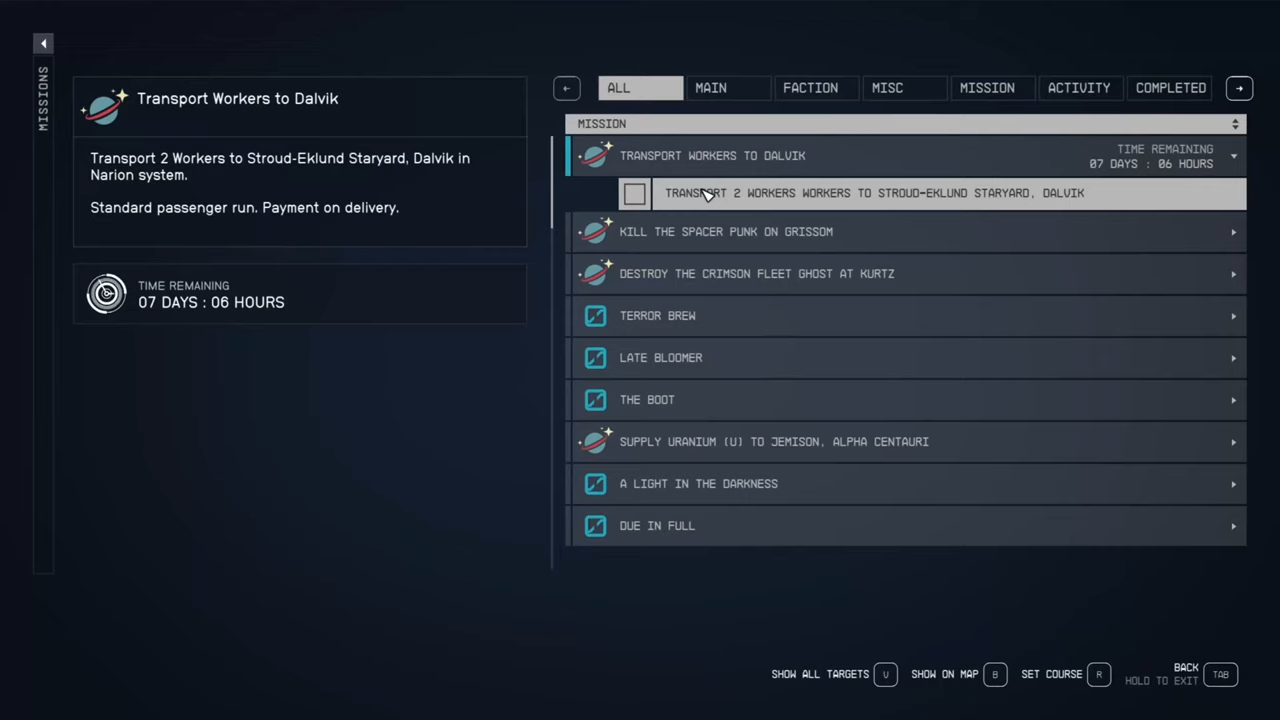 MISSIONS
Transport Workers to Dalvik
Transport 2 Workers to Stroud-Eklund Staryard, Dalvik in
Narion system.
Standard passenger run. Payment on delivery.
TIME REMAINING
07 DAYS : 06 HOURS
ALL
MAIN
FACTION
MISC
MISSION
ACTIVITY
COMPLETED
MISSION
TRANSPORT WORKERS TO DALVIK
TIME REMAINING
07 DAYS : 06 HOURS
TRANSPORT 2 WORKERS WORKERS TO STROUD-EKLUND STARYARD, DALVIK
KILL THE SPACER PUNK ON GRISSOM
DESTROY THE CRIMSON FLEET GHOST AT KURTZ
TERROR BREW
LATE BLOOMER
THE BOOT
SUPPLY URANIUM (U) TO JEMISON, ALPHA CENTAURI
A LIGHT IN THE DARKNESS
DUE IN FULL
SHOW ALL TARGETS V
SHOW ON MAP B
SET COURSE R
BACK
HOLD TO EXIT
TAB